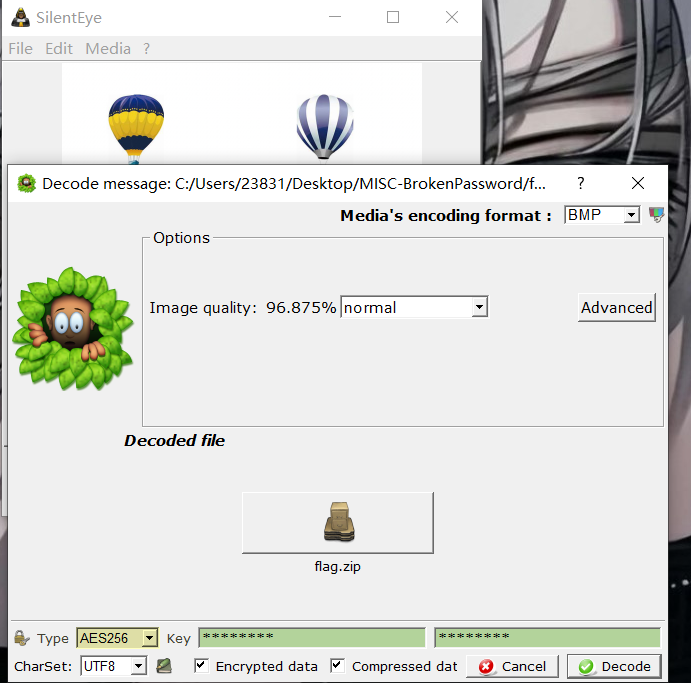 SilentEye
File Edit Media ?
Decode message: C:/Users/23831/Desktop/MISC-BrokenPassword/f... ?
Media's encoding format : BMP
Options
Image quality: 96.875% normal Advanced
Decoded file
flag.zip
Type AES256 Key ******** ********
CharSet: UTF8 Encrypted data Compressed dat Cancel Decode